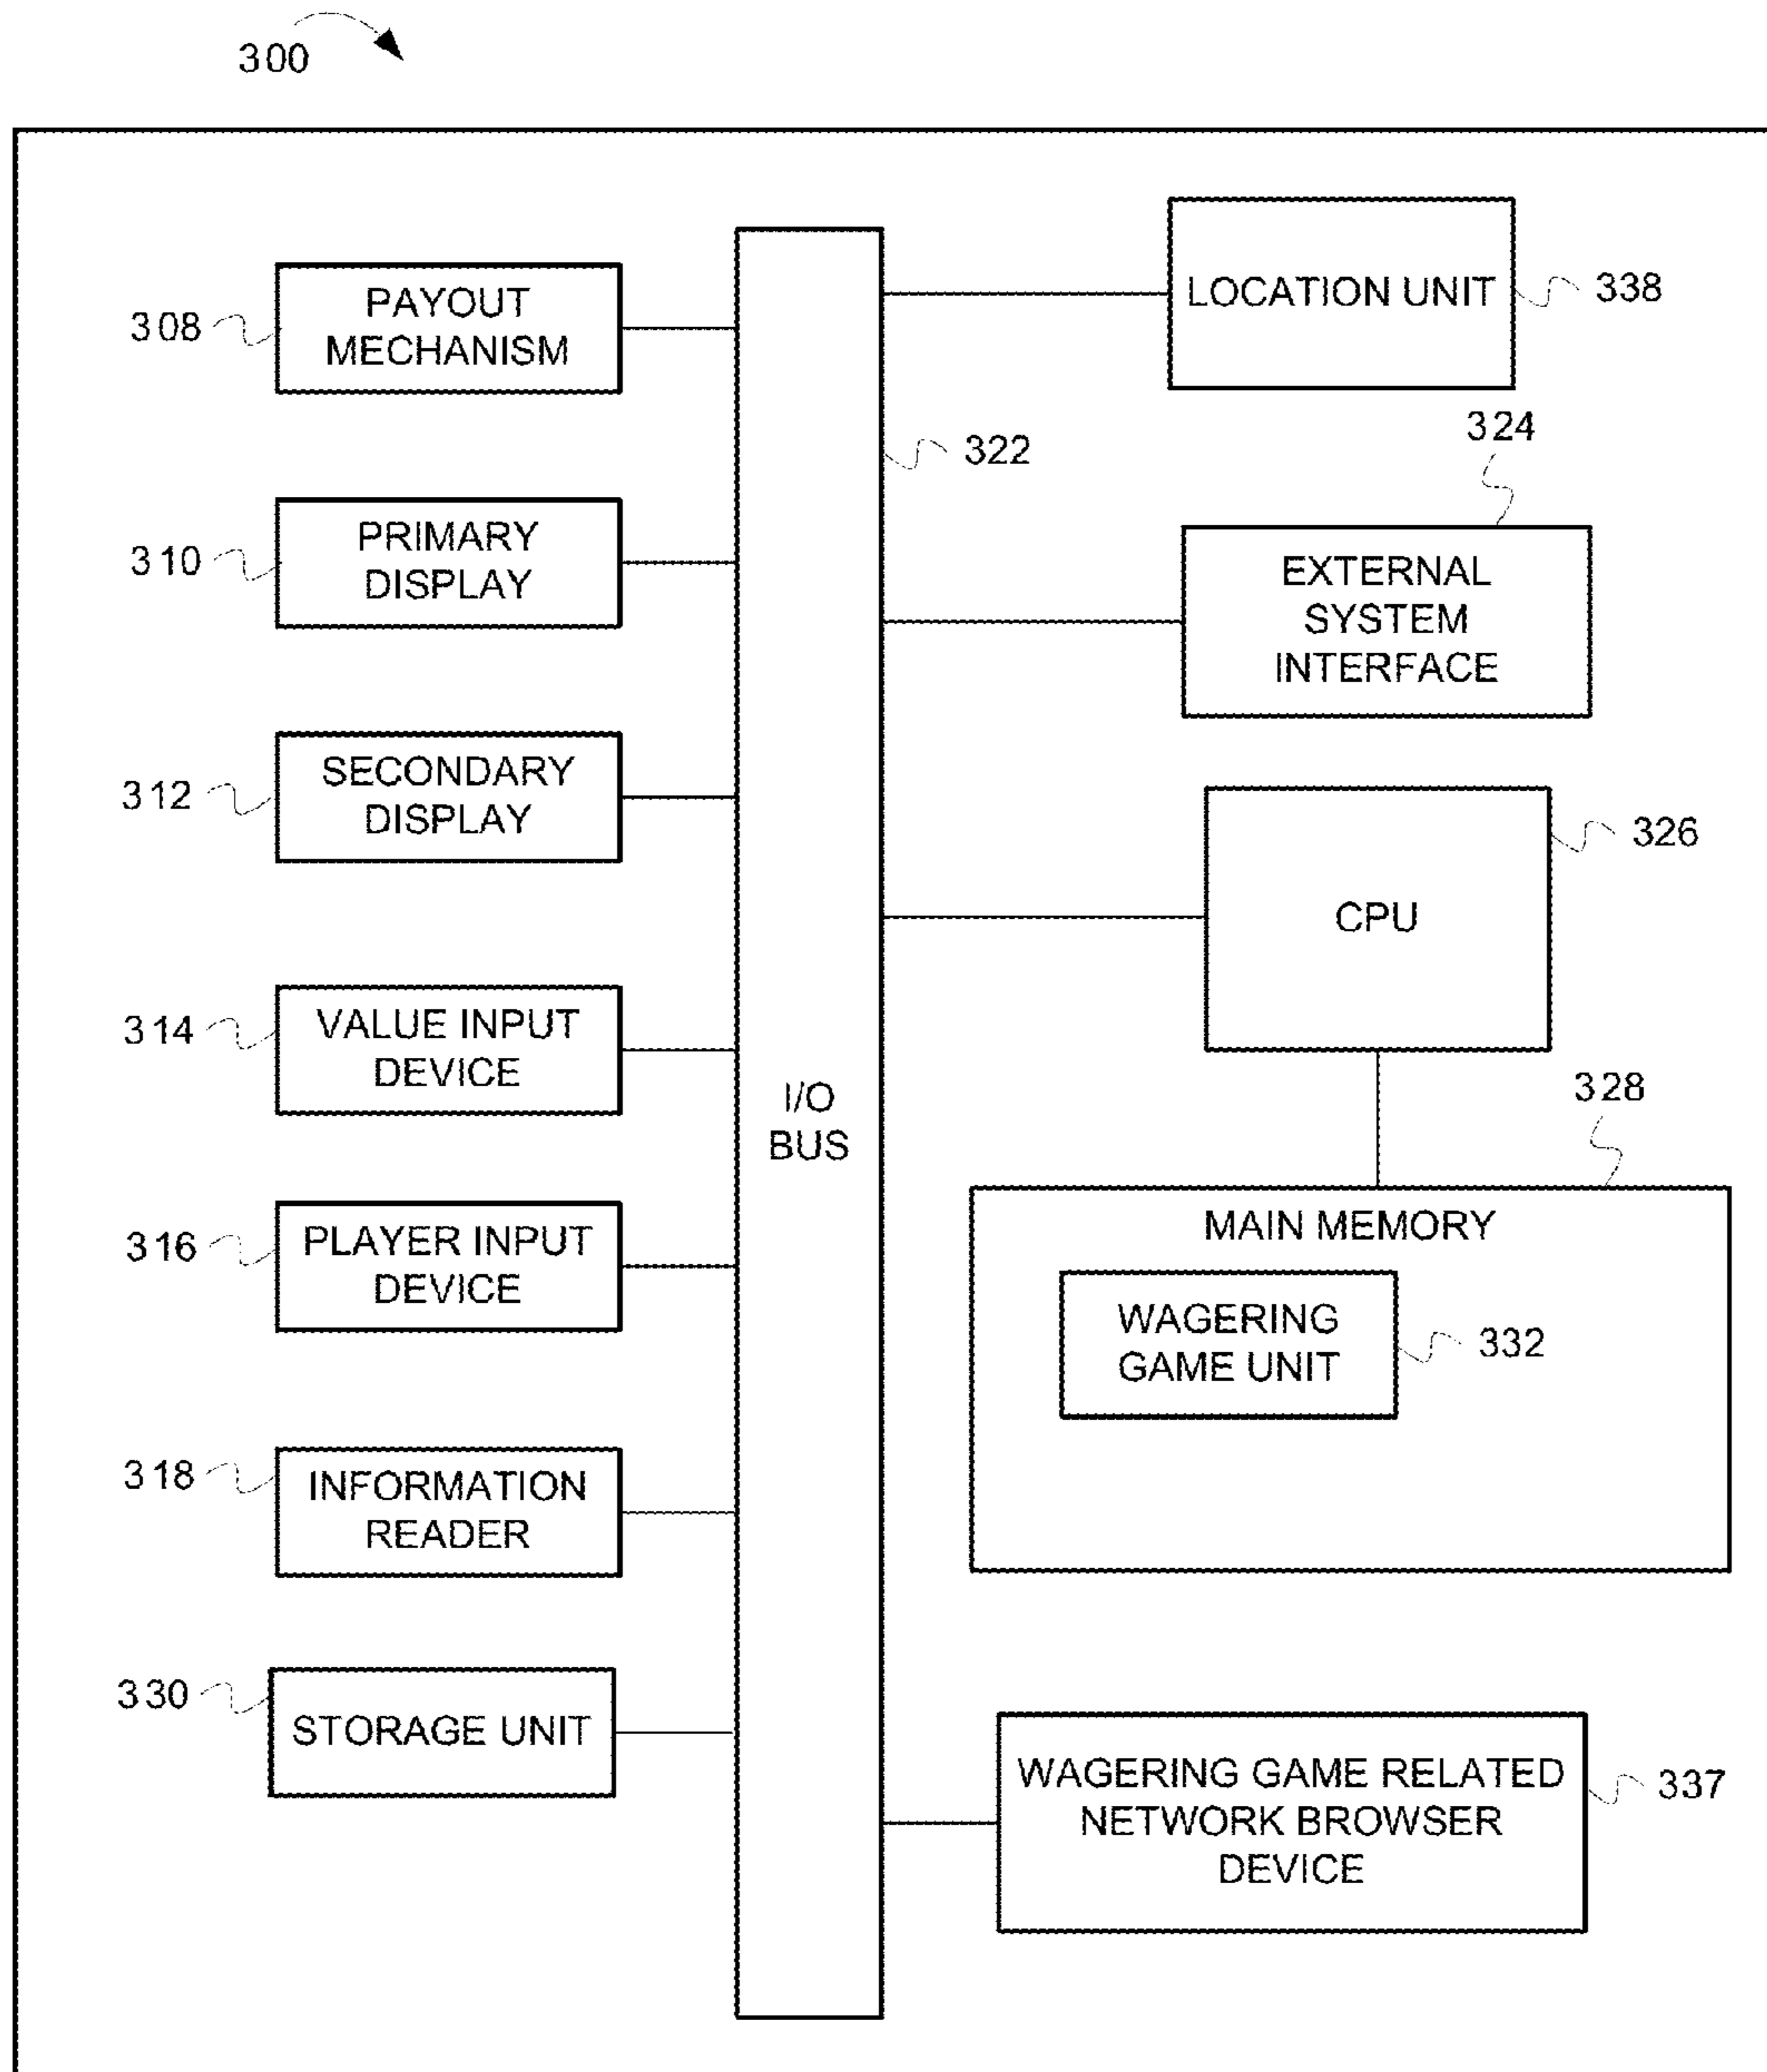 300
308
PAYOUT
MECHANISM
310
PRIMARY
DISPLAY
312
SECONDARY
DISPLAY
314
VALUE INPUT
DEVICE
316
PLAYER INPUT
DEVICE
318
INFORMATION
READER
330
STORAGE UNIT
I/O
BUS
322
LOCATION UNIT
338
324
EXTERNAL
SYSTEM
INTERFACE
326
CPU
328
MAIN MEMORY
WAGERING
GAME UNIT
332
WAGERING GAME RELATED
NETWORK BROWSER
DEVICE
337